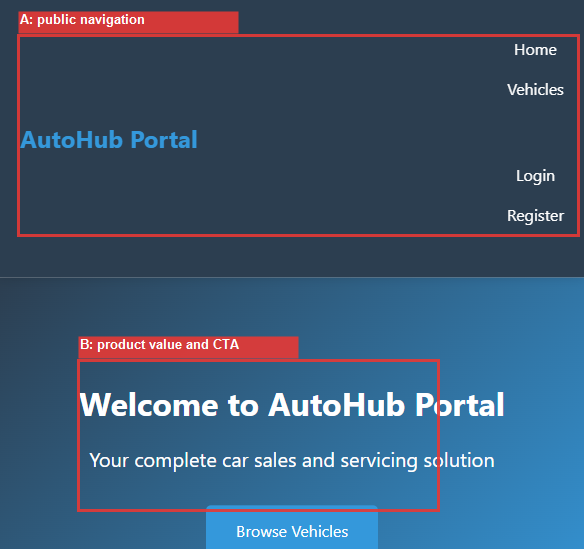 A: public navigation
Home
Vehicles
AutoHub Portal
Login
Register
B: product value and CTA
Welcome to AutoHub Portal
Your complete car sales and servicing solution
Browse Vehicles